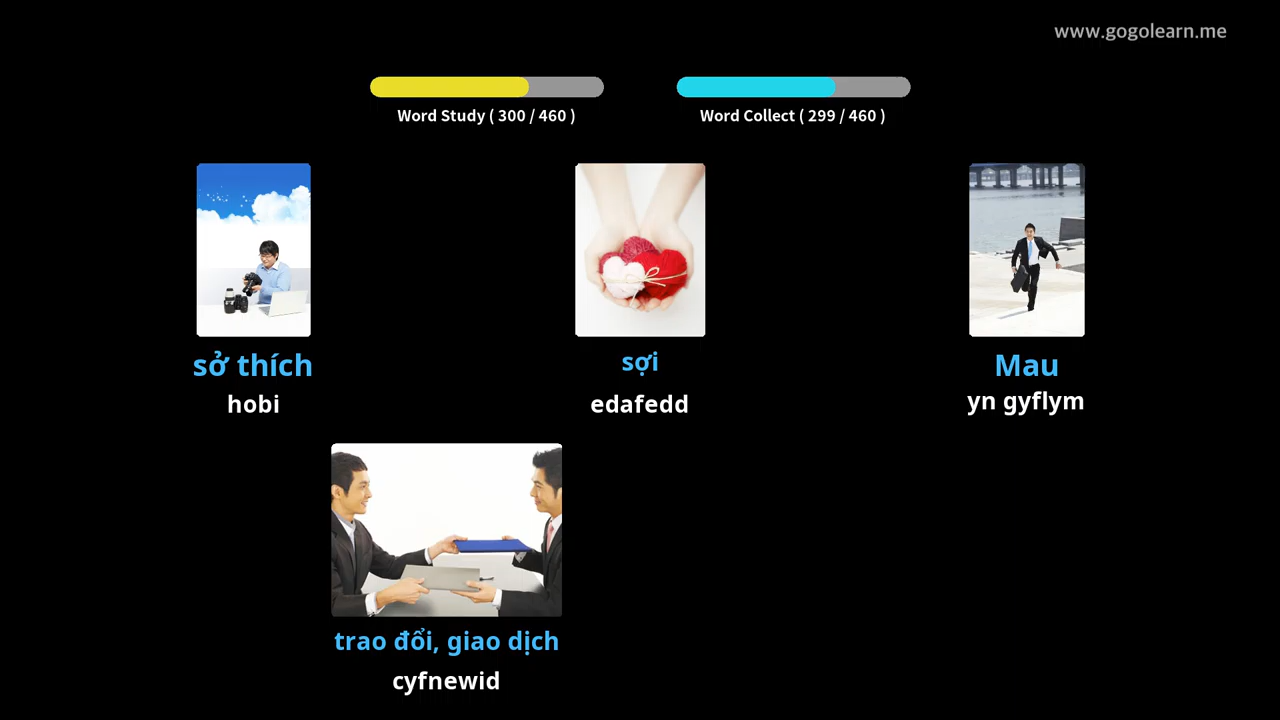 www.gogolearn.me
Word Study ( 300 / 460 )
Word Collect ( 299 / 460 )
sở thích
hobi
sợi
edafedd
Mau
yn gyflym
trao đổi, giao dịch
cyfnewid